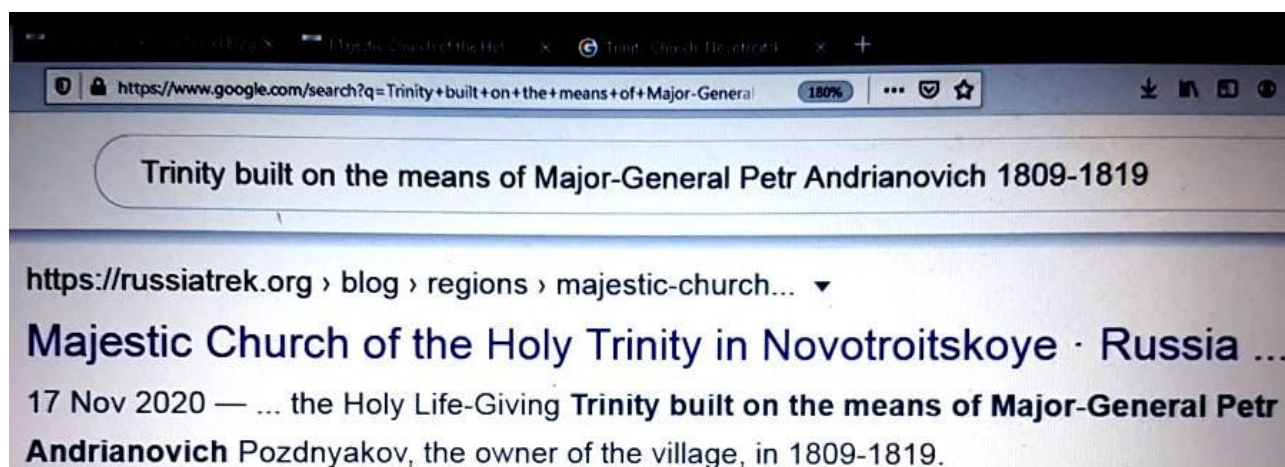 https://www.google.com/search?q=Trinity+built+on+the+means+of+Major-General 180%
Trinity built on the means of Major-General Petr Andrianovich 1809-1819
https://russiatrek.org › blog › regions › majestic-church...
Majestic Church of the Holy Trinity in Novotroitskoye · Russia ...
17 Nov 2020 — ... the Holy Life-Giving Trinity built on the means of Major-General Petr
Andrianovich Pozdnyakov, the owner of the village, in 1809-1819.